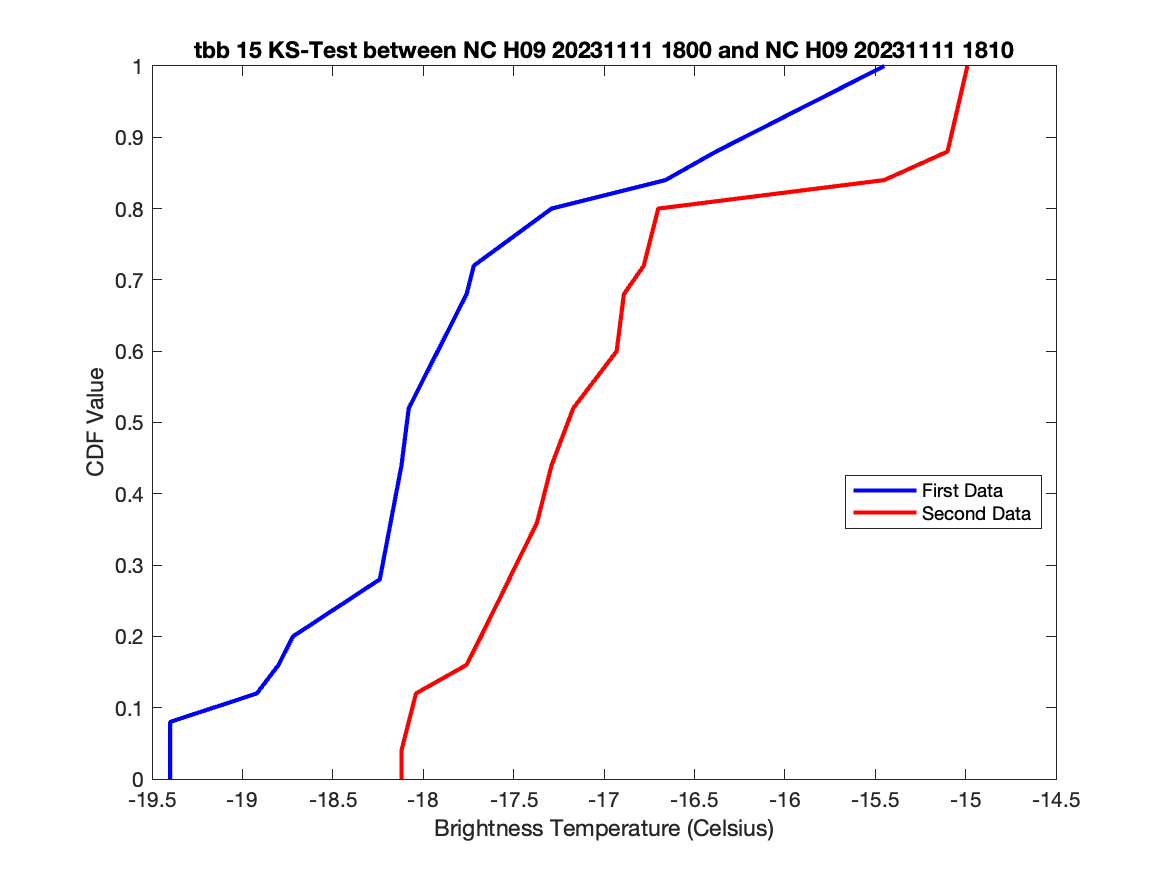 tbb 15 KS-Test between NC H09 20231111 1800 and NC H09 20231111 1810
1
0.9
0.8
0.7
0.6
0.5
0.4
0.3
0.2
0.1
0
CDF Value
First Data
Second Data
-19.5 -19 -18.5 -18 -17.5 -17 -16.5 -16 -15.5 -15 -14.5
Brightness Temperature (Celsius)